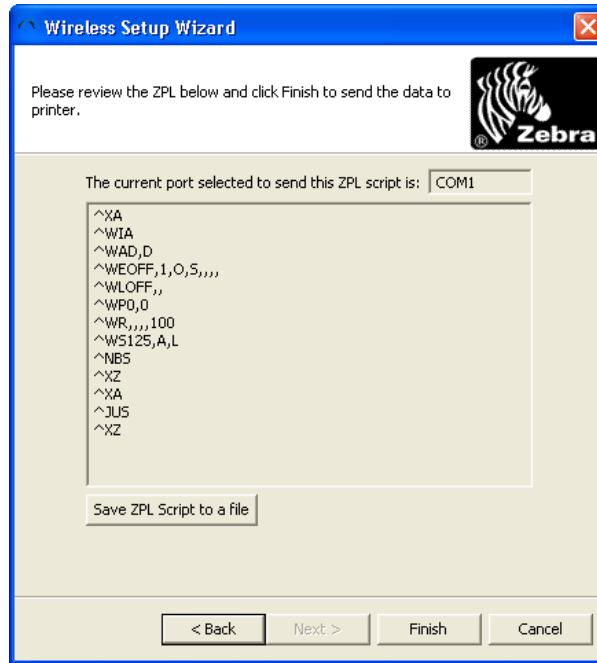 Wireless Setup Wizard
Please review the ZPL below and click Finish to send the data to
printer.
® Zebra
The current port selected to send this ZPL script is: COM1
^XA
^WIA
^WAD,D
^WEOFF,1,O,S,,,,
^WLOFF,,
^WP0,0
^WR,,,,100
^WS125,A,L
^NBS
^XZ
^XA
^JUS
^XZ
Save ZPL Script to a file
< Back Next > Finish Cancel